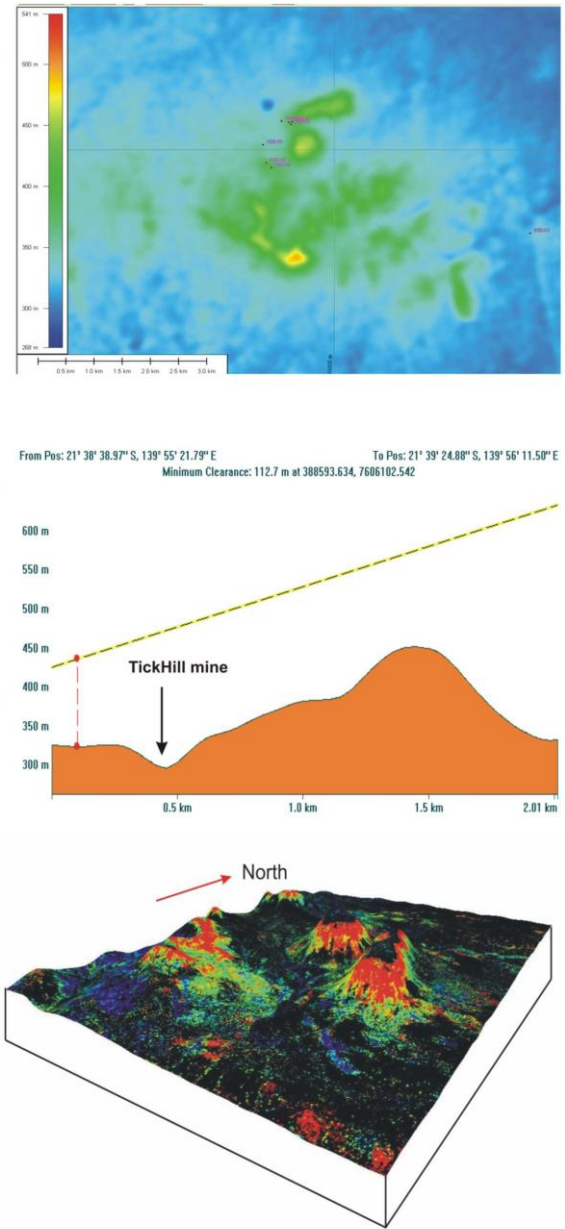 541 m
500 m
450 m
400 m
350 m
300 m
268 m
0.5 km 1.0 km 1.5 km 2.0 km 2.5 km 3.0 km
From Pos: 21° 38' 38.97" S, 139° 55' 21.79" E
To Pos: 21° 39' 24.88" S, 139° 56' 11.50" E
Minimum Clearance: 112.7 m at 388593.634, 7606102.542
600 m
550 m
500 m
450 m
400 m
350 m
300 m
TickHill mine
0.5 km 1.0 km 1.5 km 2.01 km
North